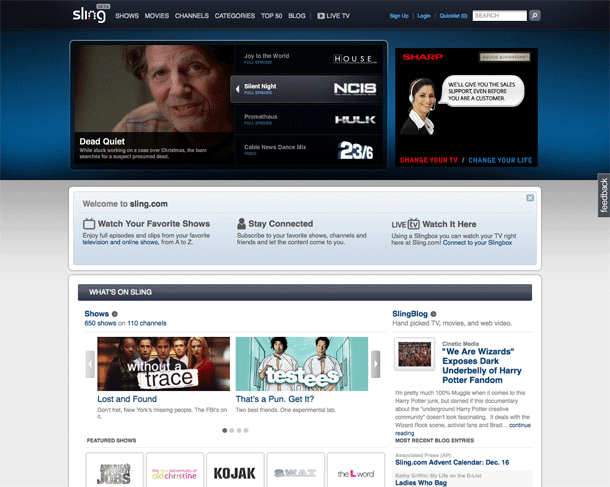 sling BETA
SHOWS MOVIES CHANNELS CATEGORIES TOP 50 BLOG LIVE TV
Sign Up Login Quicklist (0) SEARCH
Joy to the World
FULL EPISODE
HOUSE
Silent Night
FULL EPISODE
NCIS
Prometheus
FULL EPISODE
HULK
Cable News Dance Mix
VIDEO
23/6
Dead Quiet
While stuck working on a case over Christmas, the team
searches for a suspect presumed dead.
SHARP
AQUOS ADVANTAGE
WE'LL GIVE YOU THE SALES
SUPPORT, EVEN BEFORE
YOU ARE A CUSTOMER.
CHANGE YOUR TV / CHANGE YOUR LIFE
feedback
Welcome to sling.com
Watch Your Favorite Shows
Enjoy full episodes and clips from your favorite
television and online shows, from A to Z.
Stay Connected
Subscribe to your favorite shows, channels and
friends and let the content come to you.
LIVE tv Watch It Here
Using a Slingbox you can watch your TV right
here at Sling.com! Connect to your Slingbox
WHAT'S ON SLING
Shows
650 shows on 110 channels
without a trace
Lost and Found
Don't fret, New York's missing people. The FBI's on
it.
testees
That's a Pun. Get It?
Two best friends. One experimental lab.
FEATURED SHOWS
AMERICA'S TOUGHEST JOBS
the new adventures of old christine
KOJAK
S.W.A.T.
the L word
SlingBlog
Hand picked TV, movies, and web video.
Cinetic Media
"We Are Wizards"
Exposes Dark
Underbelly of Harry
Potter Fandom
I'm pretty much 100% Muggle when it comes to this
Harry Potter junk, but darned if this documentary
about the "underground Harry Potter creative
community" doesn't look fascinating. It deals with the
Wizard Rock scene, activist fans and Brad... continue
reading
MOST RECENT BLOG ENTRIES
Associated Press (AP)
Sling.com Advent Calendar: Dec. 16
Kathy Griffin: My Life on the D-List
Ladies Who Bag